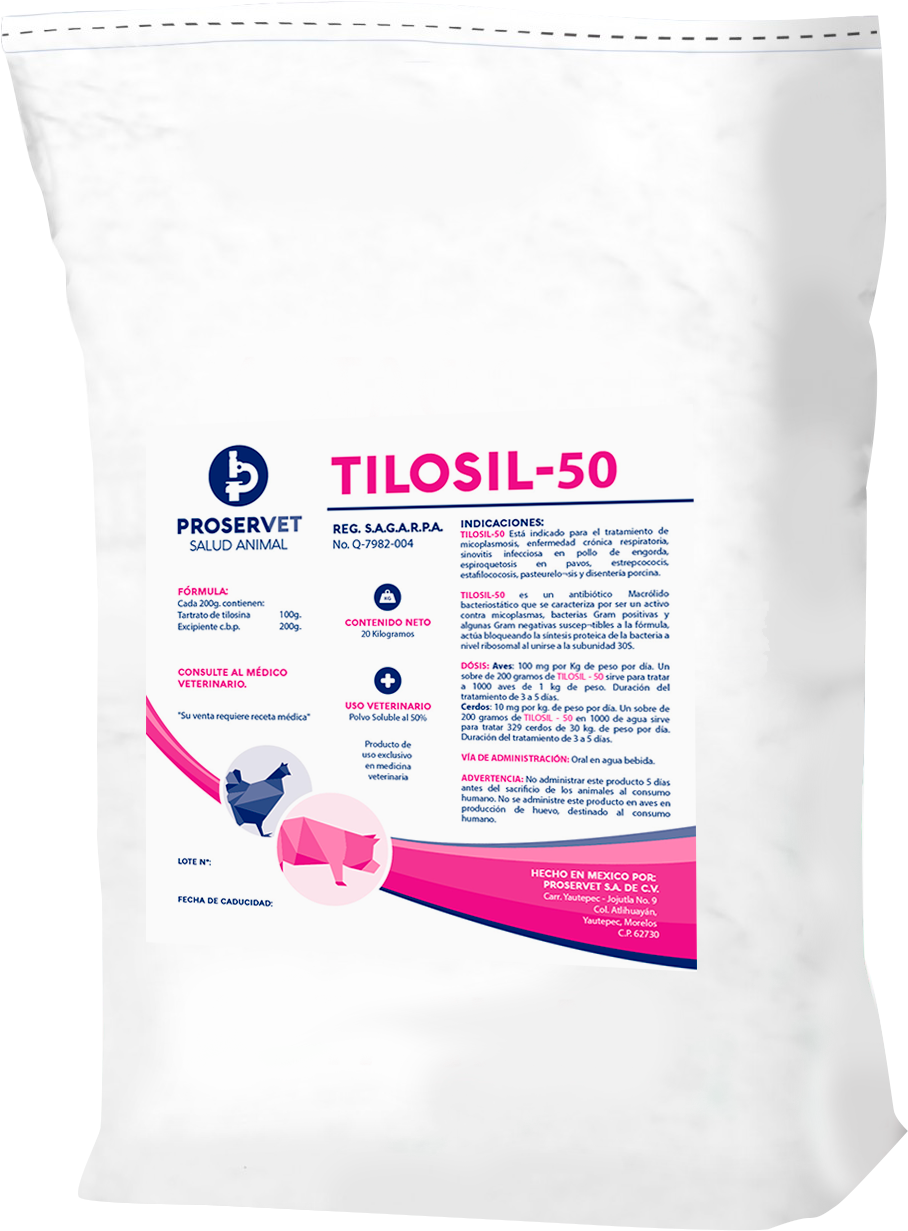 PROSERVET
SALUD ANIMAL
TILOSIL-50
REG. S.A.G.A.R.P.A.
No. Q-7982-004
FÓRMULA:
Cada 200g. contienen:
Tartrato de tilosina 100g.
Excipiente c.b.p. 200g.
CONSULTE AL MÉDICO
VETERINARIO.
"Su venta requiere receta médica"
KG
CONTENIDO NETO
20 Kilogramos
USO VETERINARIO
Polvo Soluble al 50%
Producto de
uso exclusivo
en medicina
veterinaria
INDICACIONES:
TILOSIL-50 Está indicado para el tratamiento de
micoplasmosis, enfermedad crónica respiratoria,
sinovitis infecciosa en pollo de engorda,
espiroquetosis en pavos, estrepcococis,
estafilococosis, pasteurelo¬sis y disentería porcina.
TILOSIL-50 es un antibiótico Macrólido
bacteriostático que se caracteriza por ser un activo
contra micoplasmas, bacterias Gram positivas y
algunas Gram negativas suscep¬tibles a la fórmula,
actúa bloqueando la síntesis proteica de la bacteria a
nivel ribosomal al unirse a la subunidad 30S.
DÓSIS: Aves: 100 mg por Kg de peso por día. Un
sobre de 200 gramos de TILOSIL - 50 sirve para tratar
a 1000 aves de 1 kg de peso. Duración del
tratamiento de 3 a 5 días.
Cerdos: 10 mg por kg. de peso por día. Un sobre de
200 gramos de TILOSIL - 50 en 1000 de agua sirve
para tratar 329 cerdos de 30 kg. de peso por día.
Duración del tratamiento de 3 a 5 días.
VÍA DE ADMINISTRACIÓN: Oral en agua bebida.
ADVERTENCIA: No administrar este producto 5 días
antes del sacrificio de los animales al consumo
humano. No se administre este producto en aves en
producción de huevo, destinado al consumo
humano.
LOTE N°:
FECHA DE CADUCIDAD:
HECHO EN MEXICO POR:
PROSERVET S.A. DE C.V.
Carr. Yautepec - Jojutla No. 9
Col. Atlihuayán,
Yautepec, Morelos
C.P. 62730